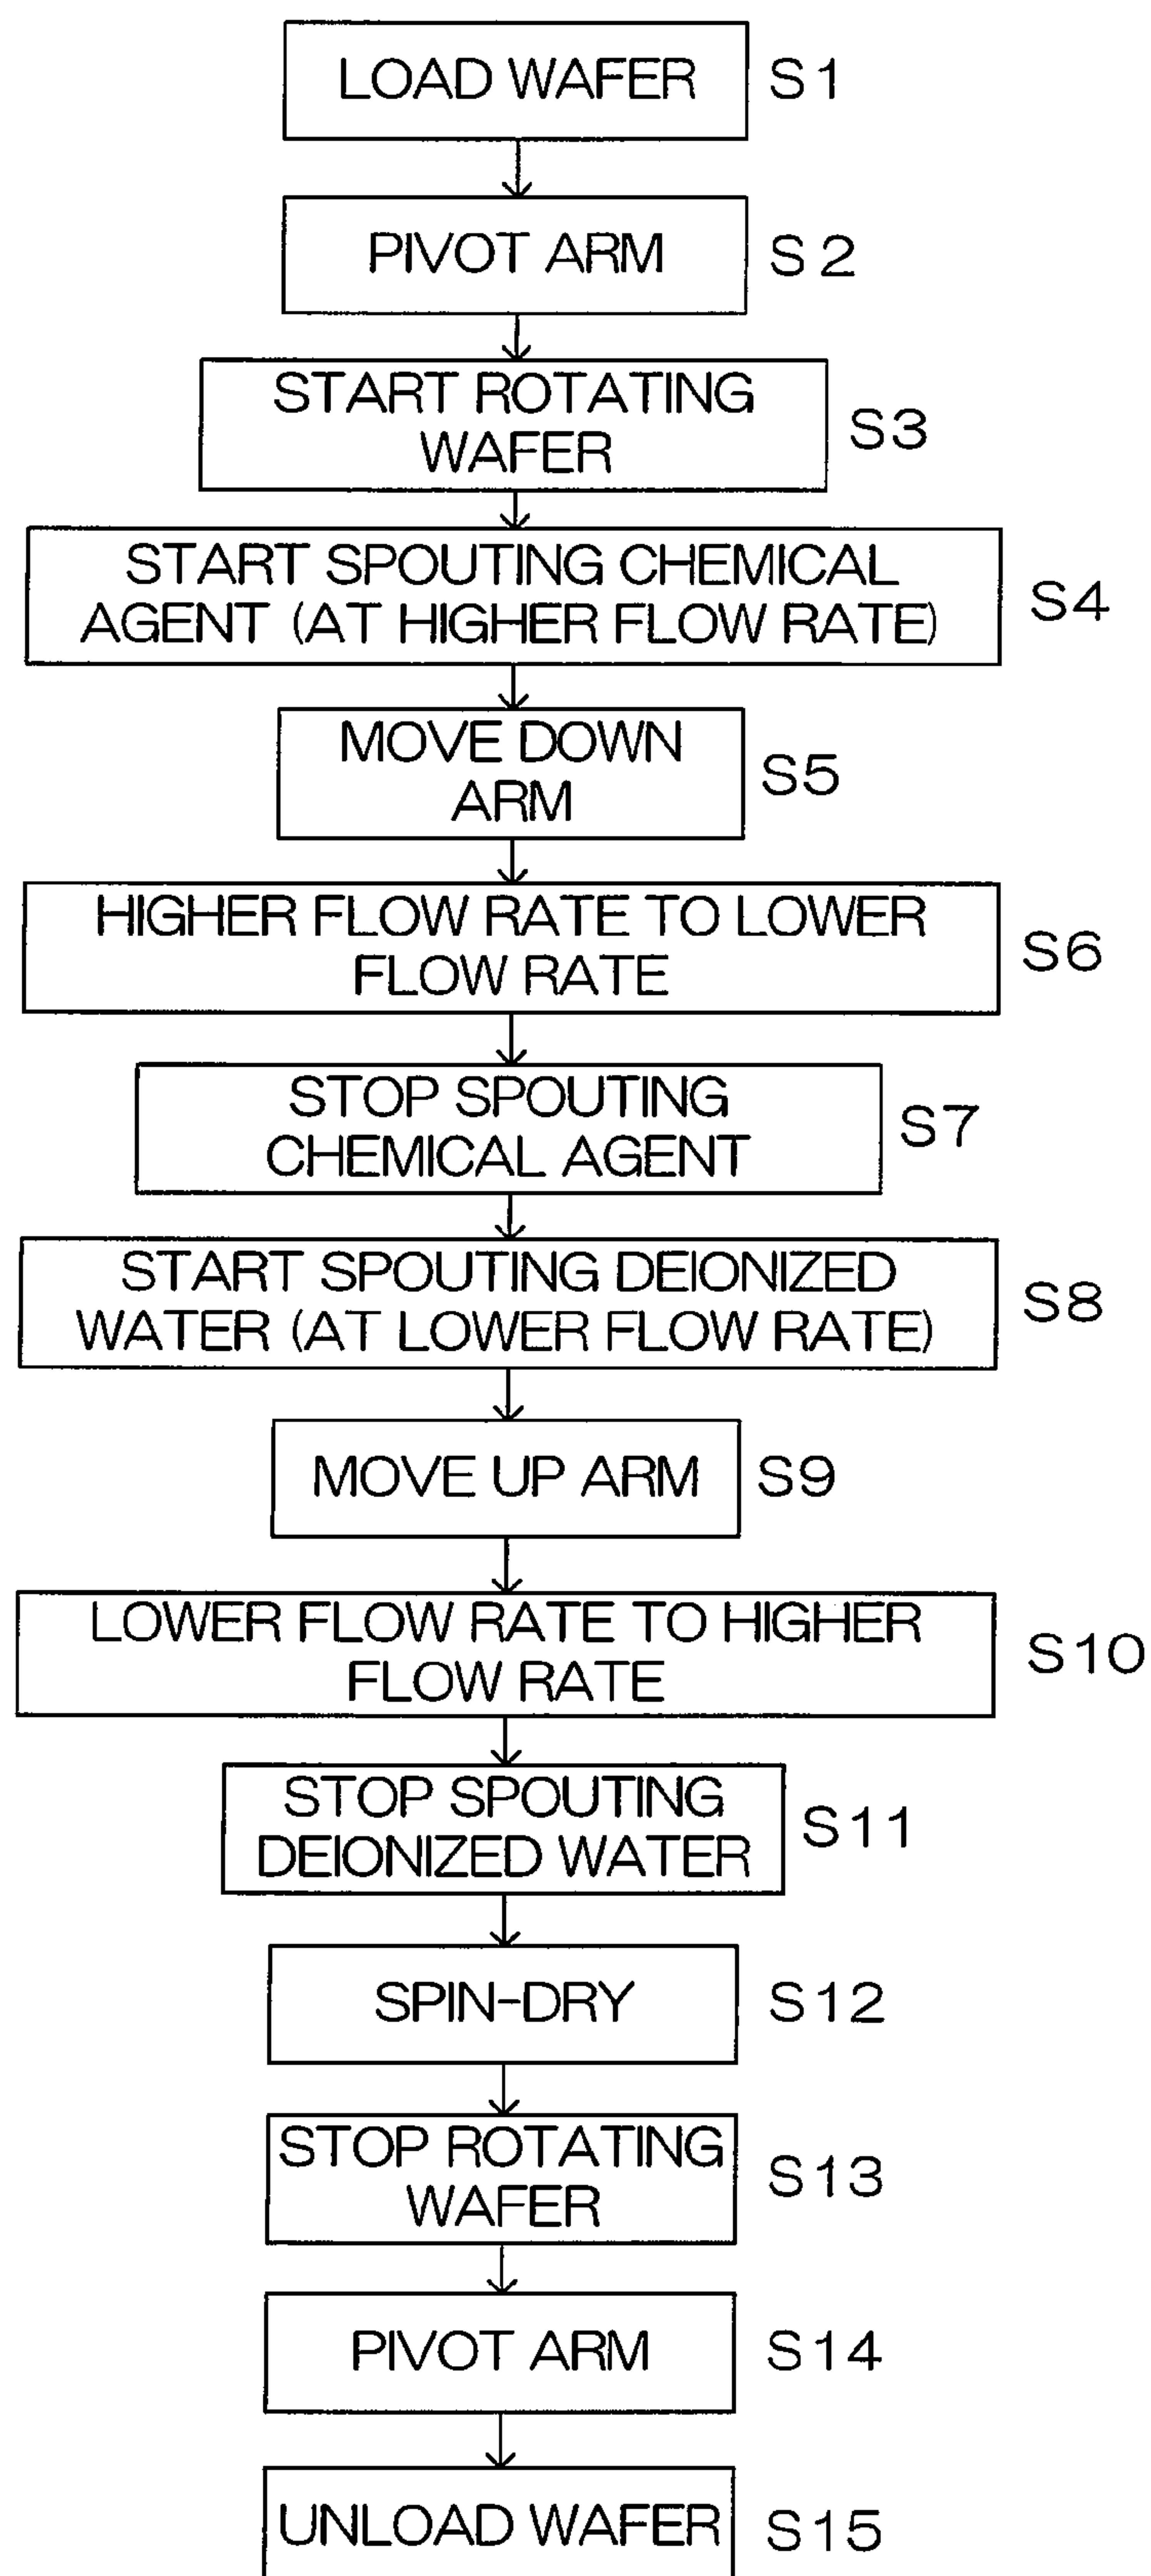 LOAD WAFER S1
PIVOT ARM S2
START ROTATING
WAFER S3
START SPOUTING CHEMICAL
AGENT (AT HIGHER FLOW RATE) S4
MOVE DOWN
ARM S5
HIGHER FLOW RATE TO LOWER
FLOW RATE S6
STOP SPOUTING
CHEMICAL AGENT S7
START SPOUTING DEIONIZED
WATER (AT LOWER FLOW RATE) S8
MOVE UP ARM S9
LOWER FLOW RATE TO HIGHER
FLOW RATE S10
STOP SPOUTING
DEIONIZED WATER S11
SPIN-DRY S12
STOP ROTATING
WAFER S13
PIVOT ARM S14
UNLOAD WAFER S15